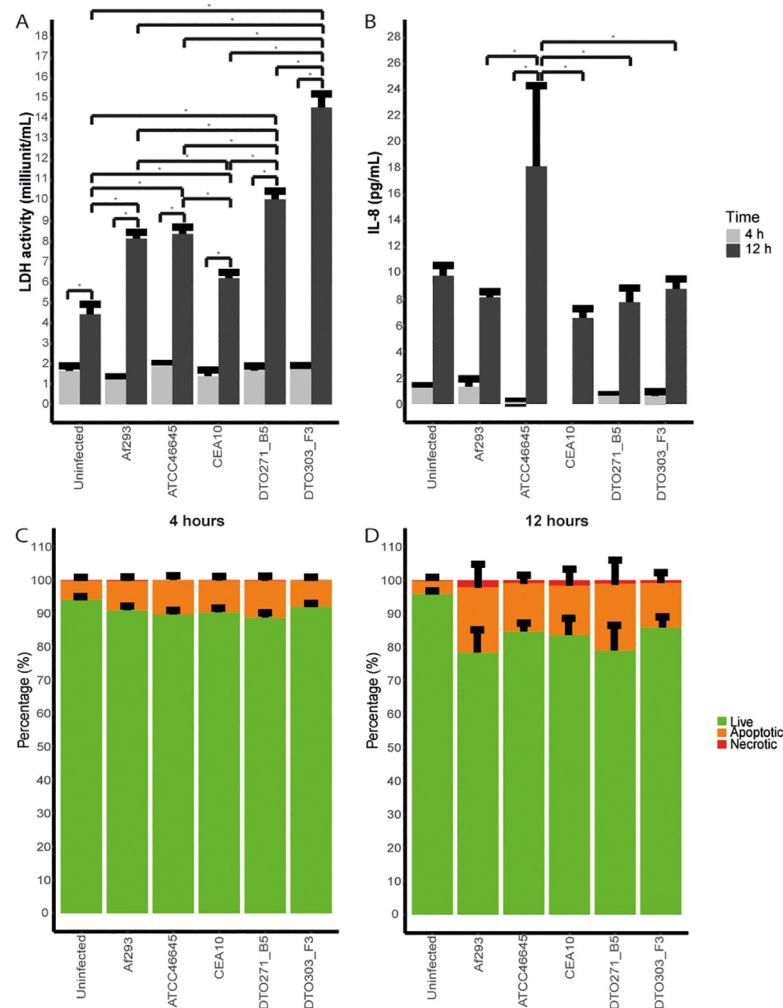 A
LDH activity (milliunit/mL)
18
17
16
15
14
13
12
11
10
9
8
7
6
5
4
3
2
1
0
Uninfected
Af293
ATCC46645
CEA10
DTO271_B5
DTO303_F3
B
IL-8 (pg/mL)
28
26
24
22
20
18
16
14
12
10
8
6
4
2
0
Uninfected
Af293
ATCC46645
CEA10
DTO271_B5
DTO303_F3
Time
4 h
12 h
C
4 hours
Percentage (%)
110
100
90
80
70
60
50
40
30
20
10
0
Uninfected
Af293
ATCC46645
CEA10
DTO271_B5
DTO303_F3
D
12 hours
Percentage (%)
110
100
90
80
70
60
50
40
30
20
10
0
Uninfected
Af293
ATCC46645
CEA10
DTO271_B5
DTO303_F3
Live
Apoptotic
Necrotic